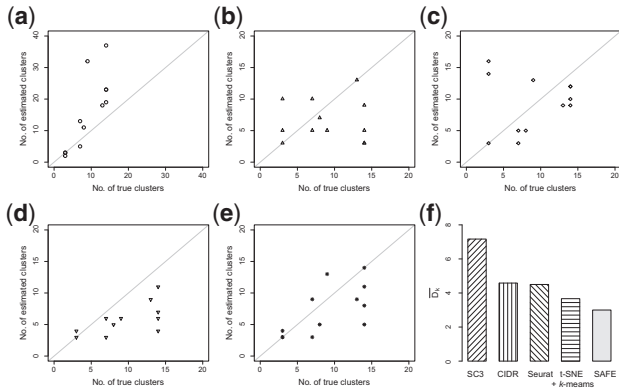 (a)
No. of estimated clusters
0 10 20 30 40
0 10 20 30 40
No. of true clusters
(b)
No. of estimated clusters
0 5 10 15 20
0 5 10 15 20
No. of true clusters
(c)
No. of estimated clusters
0 5 10 15 20
0 5 10 15 20
No. of true clusters
(d)
No. of estimated clusters
0 5 10 15 20
0 5 10 15 20
No. of true clusters
(e)
No. of estimated clusters
0 5 10 15 20
0 5 10 15 20
No. of true clusters
(f)
D̅k
0 2 4 6 8
SC3 CIDR Seurat t-SNE SAFE
+ k-meams